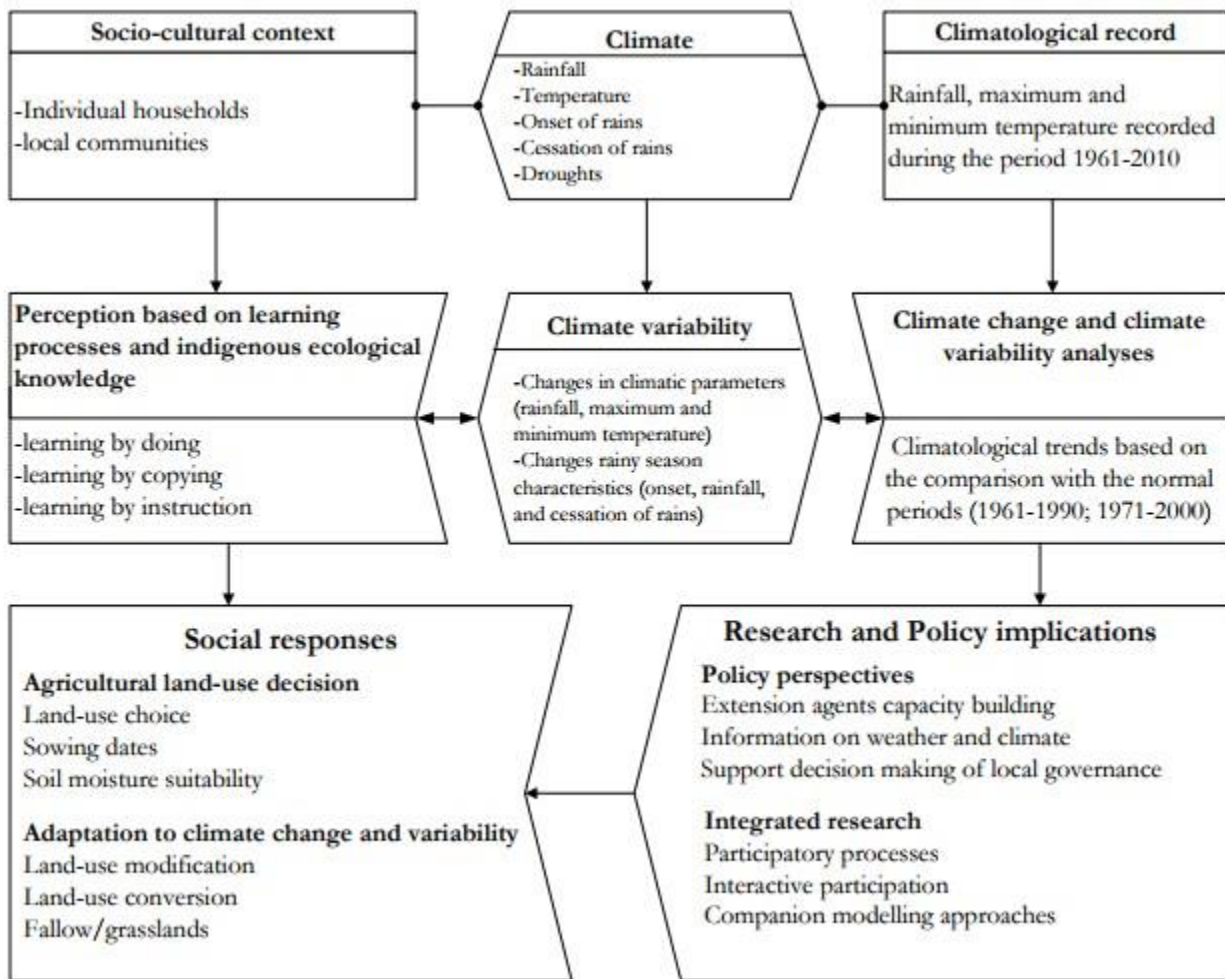 Socio-cultural context
-Individual households
-local communities
Climate
-Rainfall
-Temperature
-Onset of rains
-Cessation of rains
-Droughts
Climatological record
Rainfall, maximum and
minimum temperature recorded
during the period 1961-2010
Perception based on learning
processes and indigenous ecological
knowledge
-learning by doing
-learning by copying
-learning by instruction
Climate variability
-Changes in climatic parameters
(rainfall, maximum and
minimum temperature)
-Changes rainy season
characteristics (onset, rainfall,
and cessation of rains)
Climate change and climate
variability analyses
Climatological trends based on
the comparison with the normal
periods (1961-1990; 1971-2000)
Social responses
Agricultural land-use decision
Land-use choice
Sowing dates
Soil moisture suitability
Adaptation to climate change and variability
Land-use modification
Land-use conversion
Fallow/grasslands
Research and Policy implications
Policy perspectives
Extension agents capacity building
Information on weather and climate
Support decision making of local governance
Integrated research
Participatory processes
Interactive participation
Companion modelling approaches